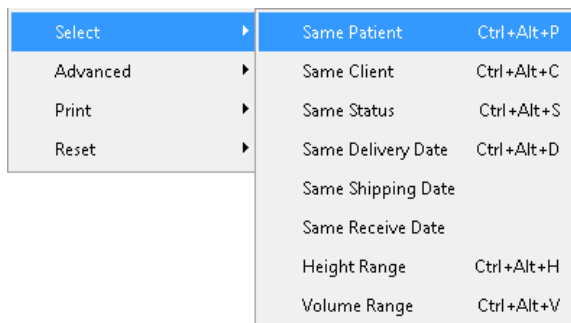 Select
Advanced
Print
Reset
Same Patient Ctrl+Alt+P
Same Client Ctrl+Alt+C
Same Status Ctrl+Alt+S
Same Delivery Date Ctrl+Alt+D
Same Shipping Date
Same Receive Date
Height Range Ctrl+Alt+H
Volume Range Ctrl+Alt+V